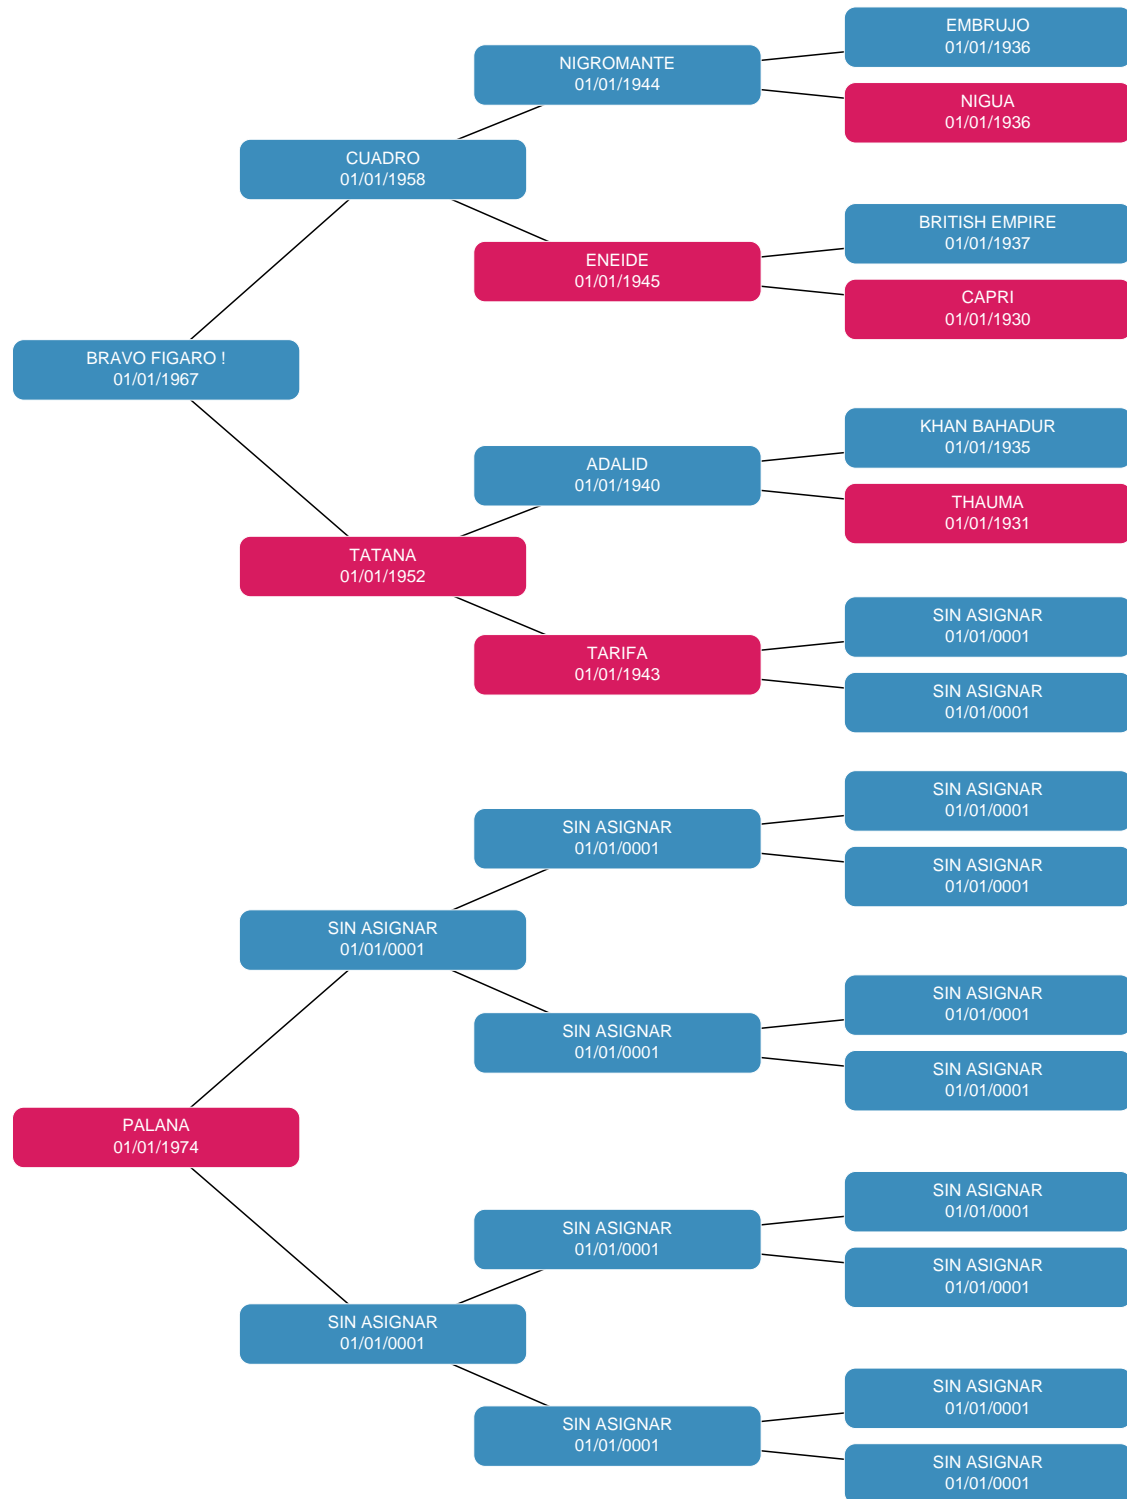 EMBRUJO
01/01/1936
NIGROMANTE
01/01/1944
NIGUA
01/01/1936
CUADRO
01/01/1958
BRITISH EMPIRE
01/01/1937
ENEIDE
01/01/1945
CAPRI
01/01/1930
BRAVO FIGARO !
01/01/1967
KHAN BAHADUR
01/01/1935
ADALID
01/01/1940
THAUMA
01/01/1931
TATANA
01/01/1952
SIN ASIGNAR
01/01/0001
TARIFA
01/01/1943
SIN ASIGNAR
01/01/0001
SIN ASIGNAR
01/01/0001
SIN ASIGNAR
01/01/0001
SIN ASIGNAR
01/01/0001
SIN ASIGNAR
01/01/0001
SIN ASIGNAR
01/01/0001
SIN ASIGNAR
01/01/0001
SIN ASIGNAR
01/01/0001
PALANA
01/01/1974
SIN ASIGNAR
01/01/0001
SIN ASIGNAR
01/01/0001
SIN ASIGNAR
01/01/0001
SIN ASIGNAR
01/01/0001
SIN ASIGNAR
01/01/0001
SIN ASIGNAR
01/01/0001
SIN ASIGNAR
01/01/0001